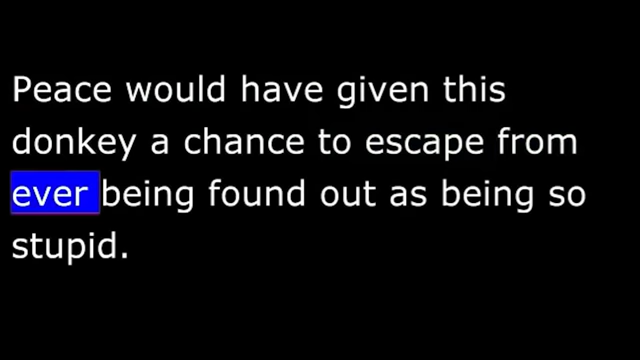 Peace would have given this
donkey a chance to escape from
ever being found out as being so
stupid.